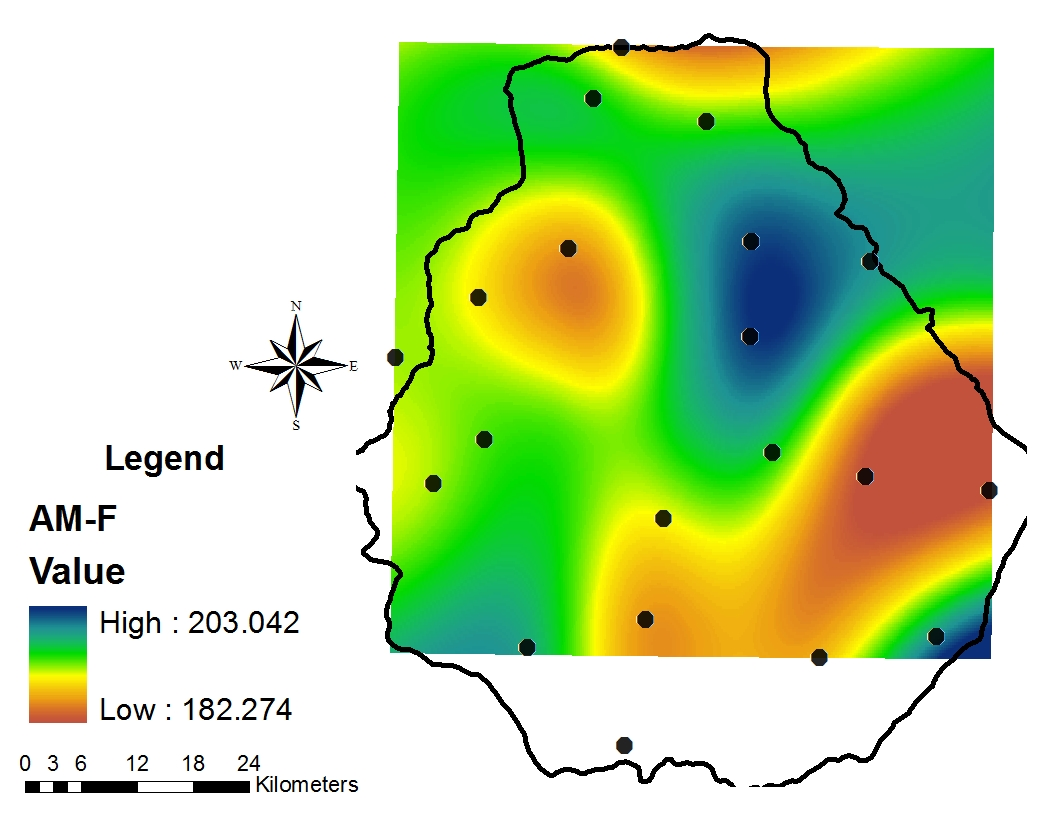 N
W E
S
Legend
AM-F
Value
High : 203.042
Low : 182.274
0 3 6 12 18 24
Kilometers